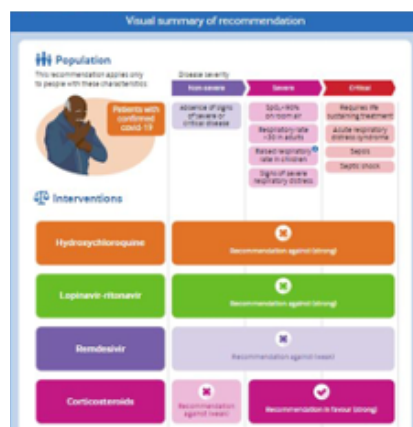 Visual summary of recommendation
Population
This recommendation applies only
to people with these characteristics:
Patients with
confirmed
covid-19
Disease severity
Non-severe
Severe
Critical
Absence of signs
of severe or
critical disease
SpO₂<90%
on room air
Respiratory rate
>30 in adults
Raised respiratory
rate in children
Signs of severe
respiratory distress
Requires life
sustaining treatment
Acute respiratory
distress syndrome
Sepsis
Septic shock
Interventions
Hydroxychloroquine
Recommendation against (strong)
Lopinavir-ritonavir
Recommendation against (strong)
Remdesivir
Recommendation against (weak)
Corticosteroids
Recommendation
against (weak)
Recommendation in favour (strong)